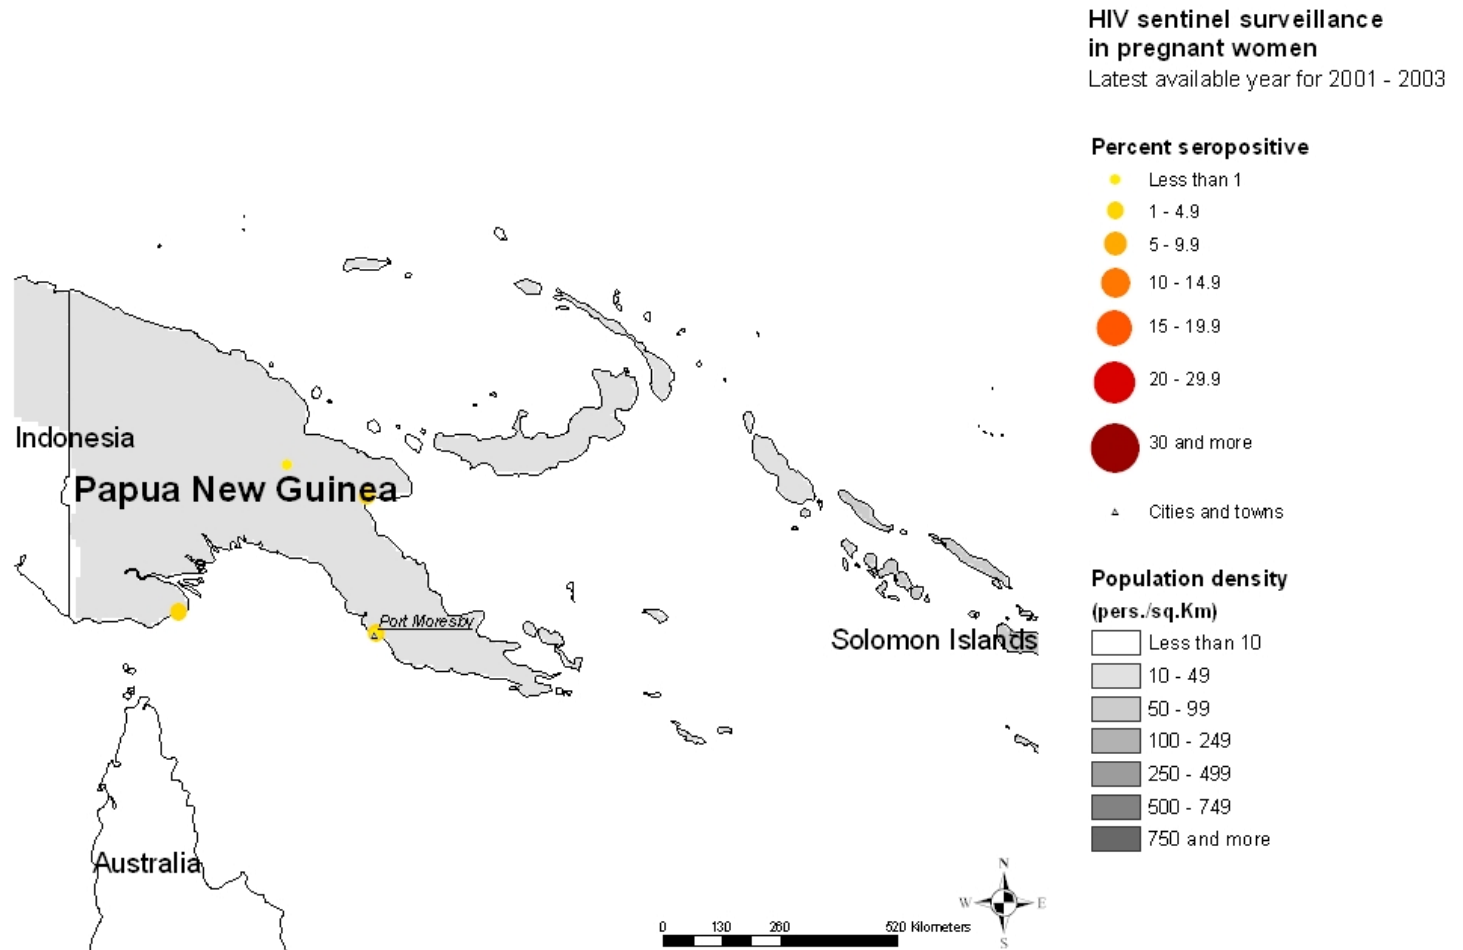 HIV sentinel surveillance
in pregnant women
Latest available year for 2001 - 2003
Percent seropositive
Less than 1
1 - 4.9
5 - 9.9
10 - 14.9
15 - 19.9
20 - 29.9
30 and more
Cities and towns
Population density
(pers./sq.Km)
Less than 10
10 - 49
50 - 99
100 - 249
250 - 499
500 - 749
750 and more
Indonesia
Papua New Guinea
Port Moresby
Solomon Islands
Australia
N
W E
S
0 130 260 520 Kilometers